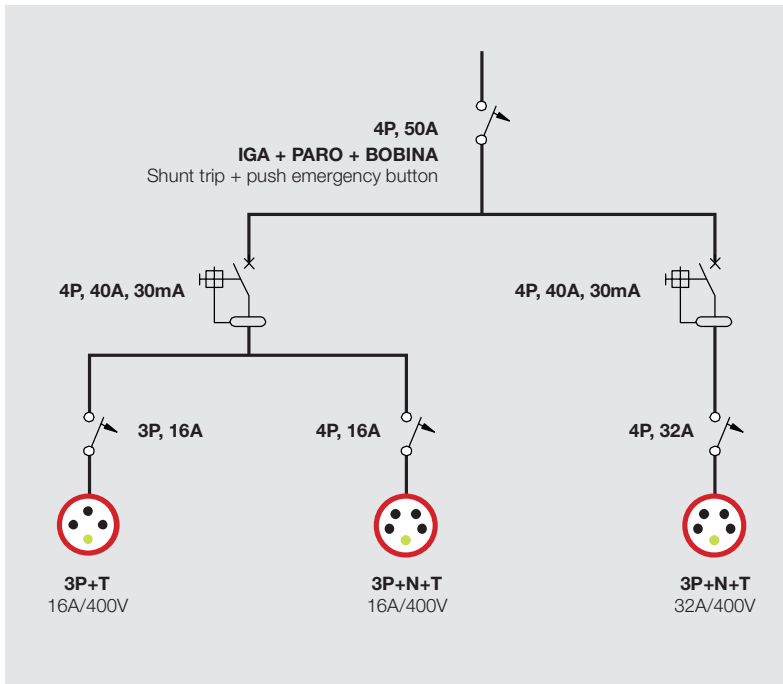 4P, 50A
IGA + PARO + BOBINA
Shunt trip + push emergency button
4P, 40A, 30mA
4P, 40A, 30mA
3P, 16A
4P, 16A
4P, 32A
3P+T
16A/400V
3P+N+T
16A/400V
3P+N+T
32A/400V